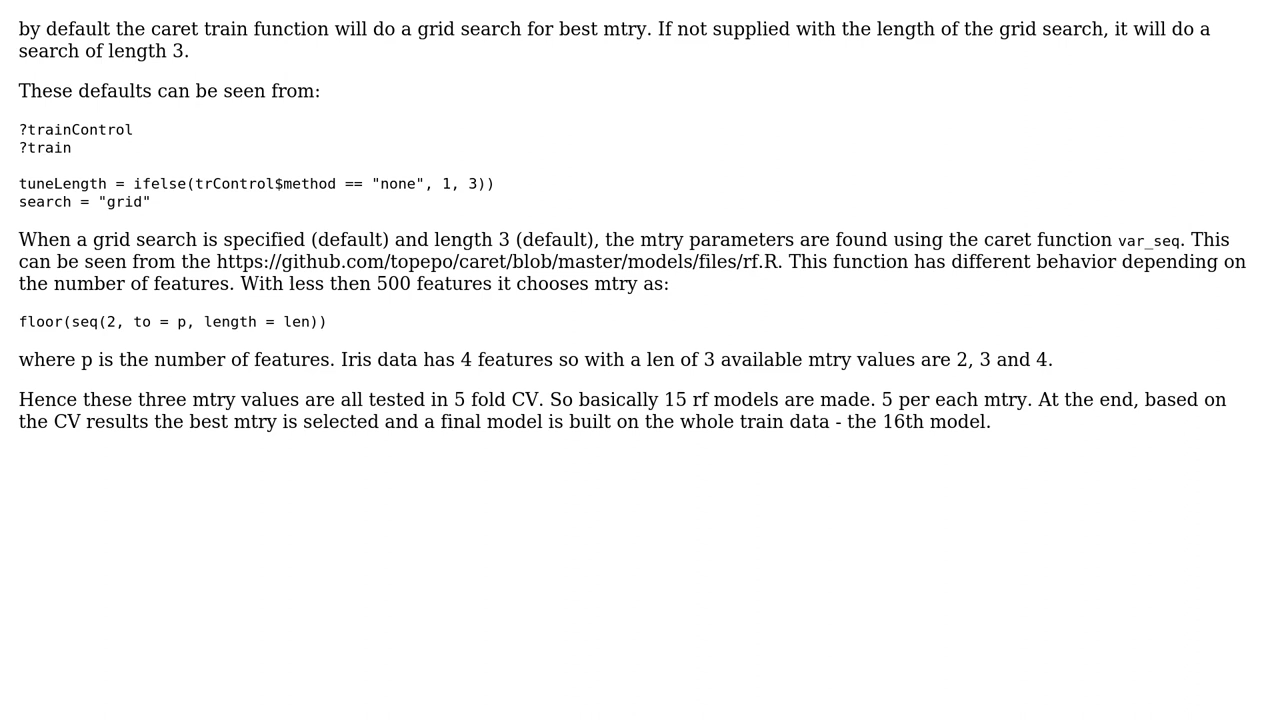 by default the caret train function will do a grid search for best mtry. If not supplied with the length of the grid search, it will do a
search of length 3.
These defaults can be seen from:
?trainControl
?train
tuneLength = ifelse(trControl$method == "none", 1, 3))
search = "grid"
When a grid search is specified (default) and length 3 (default), the mtry parameters are found using the caret function var_seq. This
can be seen from the https://github.com/topepo/caret/blob/master/models/files/rf.R. This function has different behavior depending on
the number of features. With less then 500 features it chooses mtry as:
floor(seq(2, to = p, length = len))
where p is the number of features. Iris data has 4 features so with a len of 3 available mtry values are 2, 3 and 4.
Hence these three mtry values are all tested in 5 fold CV. So basically 15 rf models are made. 5 per each mtry. At the end, based on
the CV results the best mtry is selected and a final model is built on the whole train data - the 16th model.